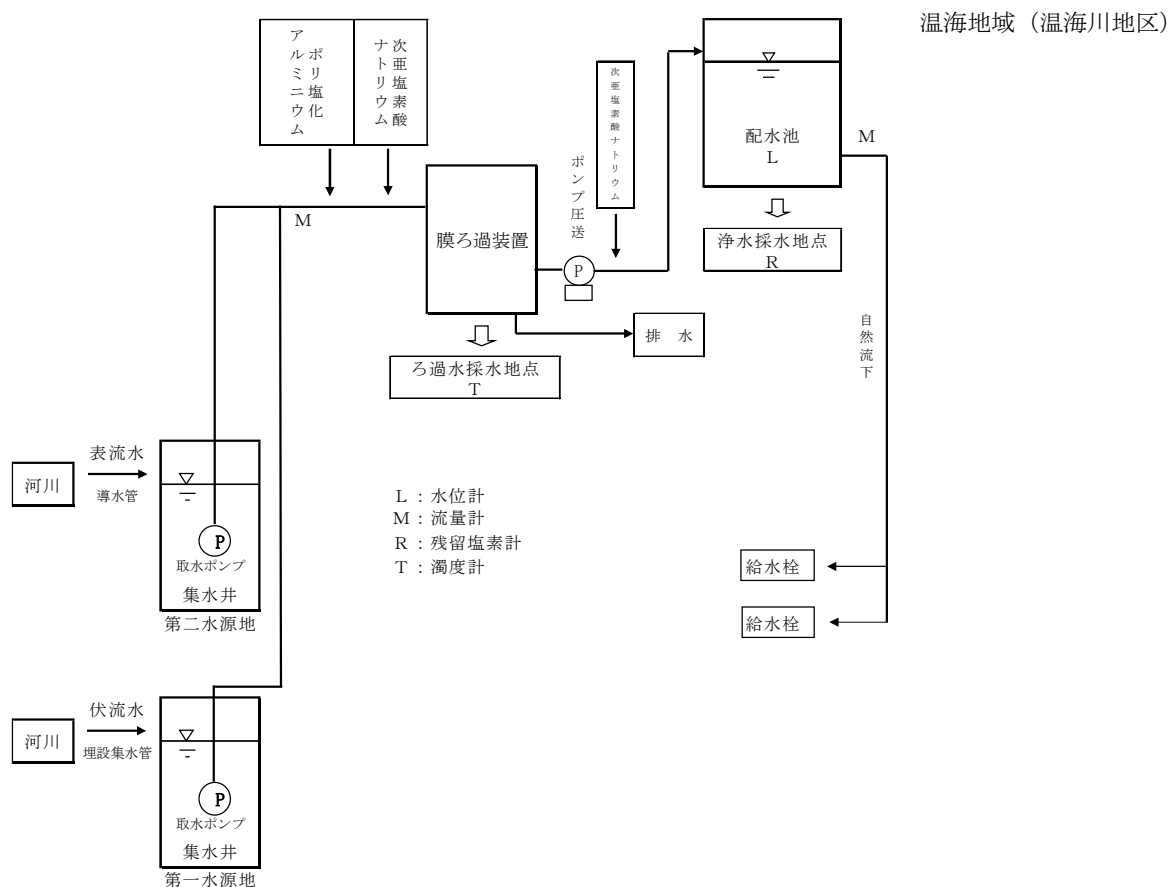 温海地域（温海川地区）
ポリ塩化
アルミニウム
次亜塩素酸
ナトリウム
次亜塩素酸ナトリウム
配水池
L
M
ポンプ圧送
M
膜ろ過装置
P
浄水採水地点
R
排　水
ろ過水採水地点
T
自然流下
河川
表流水
導水管
P
取水ポンプ
集水井
第二水源地
L：水位計
M：流量計
R：残留塩素計
T：濁度計
給水栓
給水栓
河川
伏流水
埋設集水管
P
取水ポンプ
集水井
第一水源地